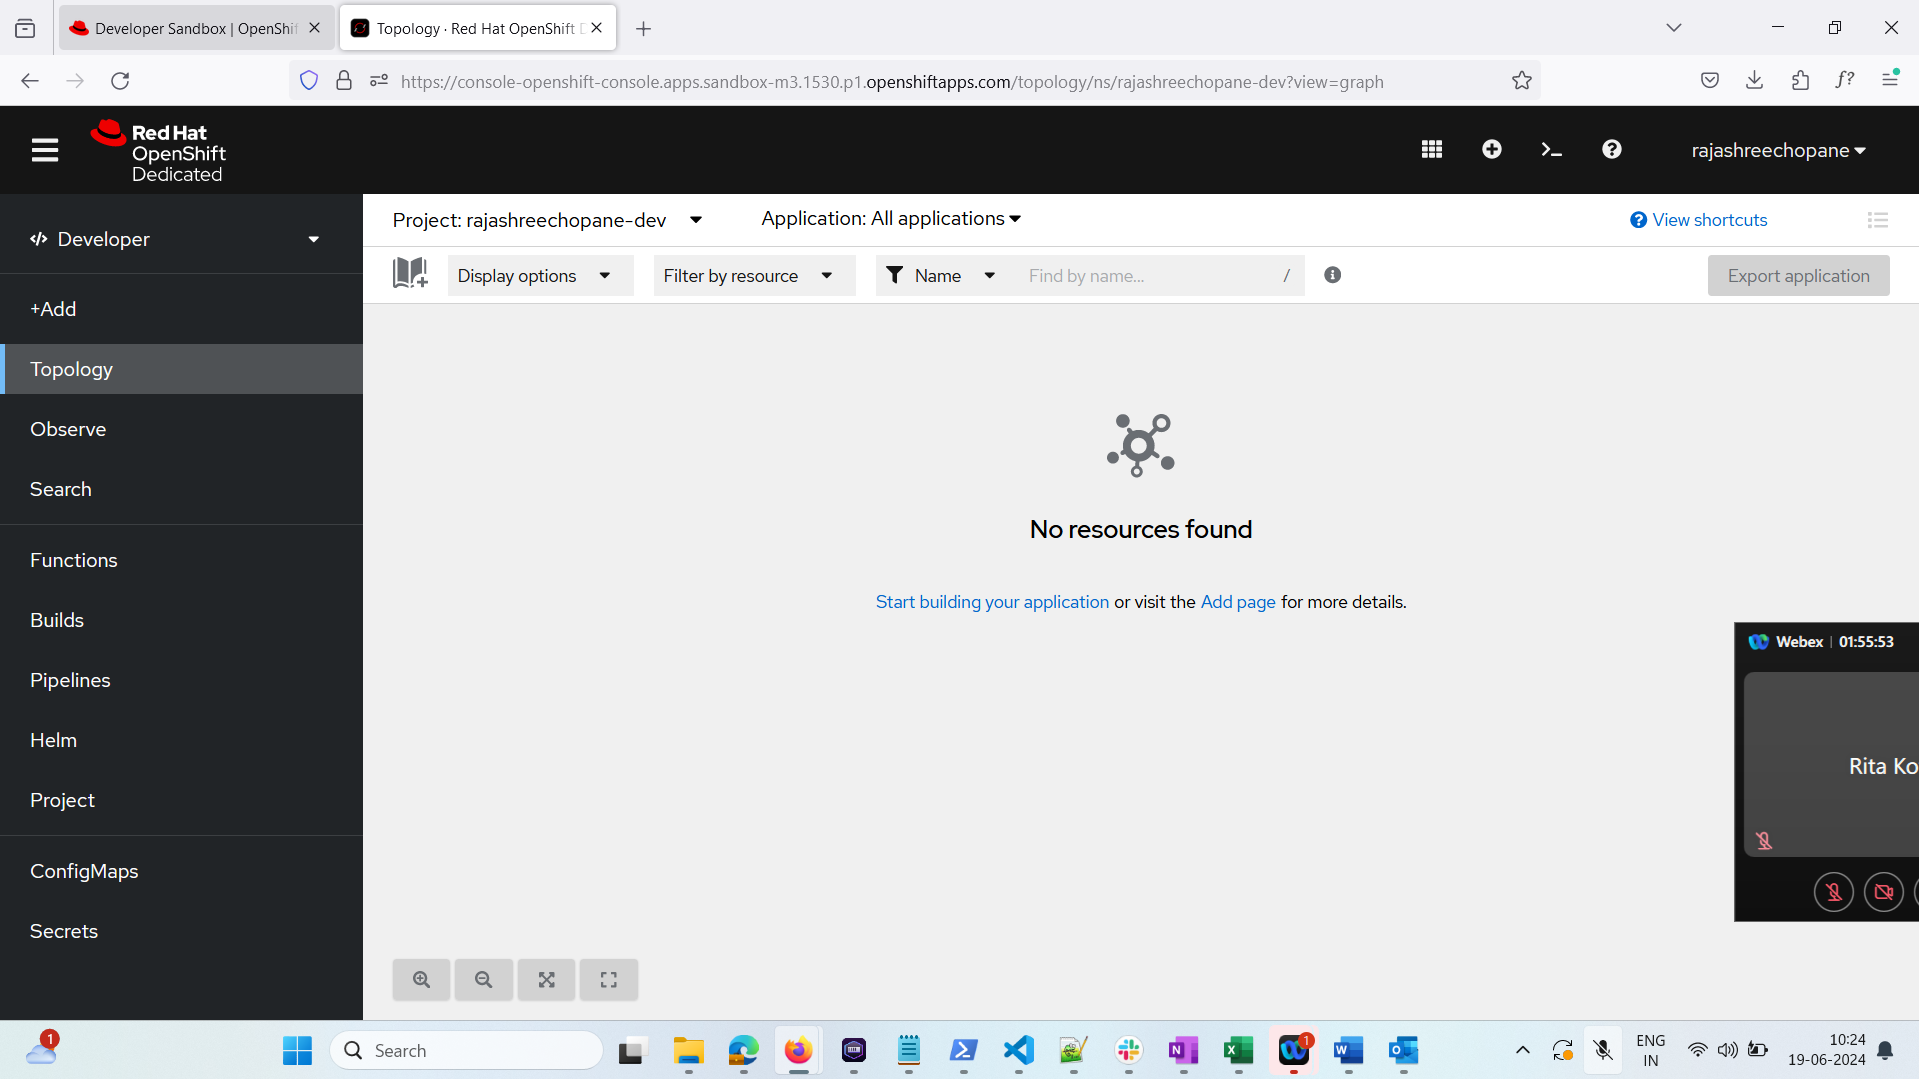 Developer Sandbox | OpenShif
Topology · Red Hat OpenShift D
https://console-openshift-console.apps.sandbox-m3.1530.p1.openshiftapps.com/topology/ns/rajashreechopane-dev?view=graph
Red Hat
OpenShift
Dedicated
rajashreechopane
Developer
Project: rajashreechopane-dev
Application: All applications
View shortcuts
Display options
Filter by resource
Name
Find by name...
/
Export application
+Add
Topology
Observe
Search
Functions
Builds
Pipelines
Helm
Project
ConfigMaps
Secrets
No resources found
Start building your application or visit the Add page for more details.
Webex | 01:55:53
Rita Ko
1
Search
1
ENG
IN
10:24
19-06-2024